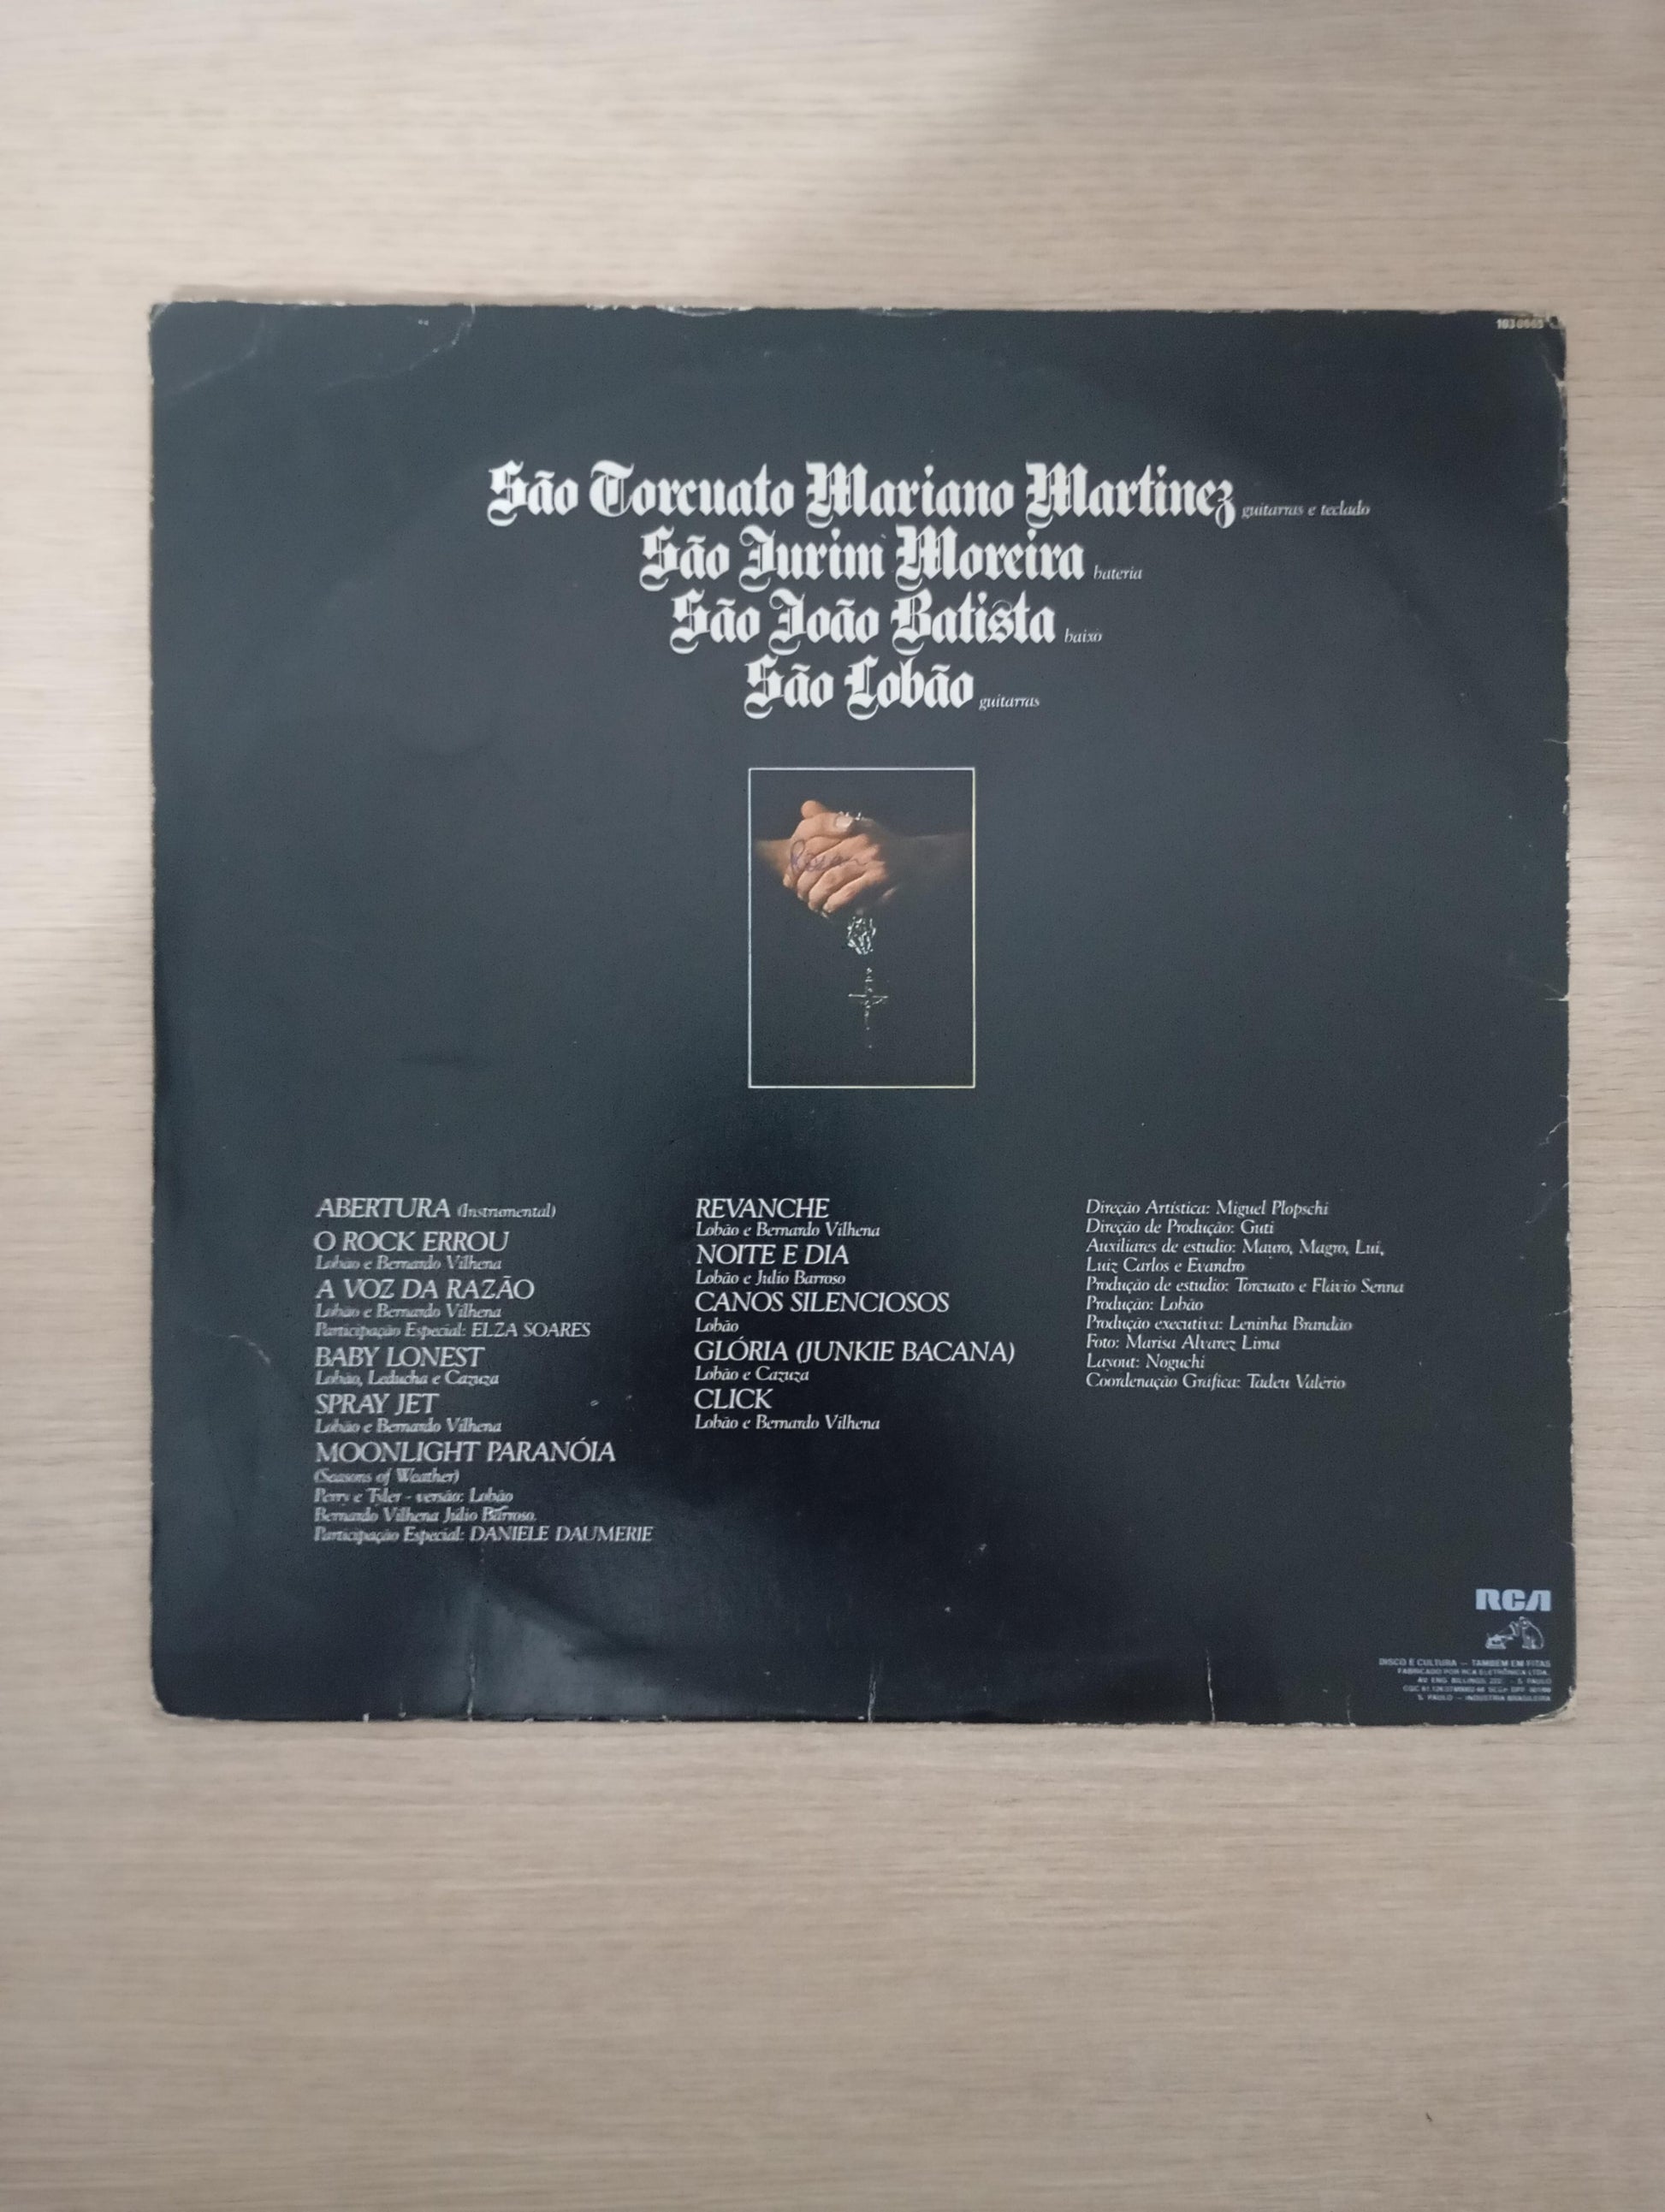 São Torcuato Mariano Martinez guitarras e teclado
São Jurim Moreira bateria
São João Batista baixo
São Lobão guitarras
ABERTURA (Instrumental)
O ROCK ERROU
Lobão e Bernardo Vilhena
A VOZ DA RAZÃO
Lobão e Bernardo Vilhena
Participação Especial: ELZA SOARES
BABY LONEST
Lobão, Leducha e Cazuza
SPRAY JET
Lobão e Bernardo Vilhena
MOONLIGHT PARANÓIA
(Seasons of Weather)
Perry e Tyler - versão: Lobão
Bernardo Vilhena Júlio Barroso.
Participação Especial: DANIELE DAUMERIE
REVANCHE
Lobão e Bernardo Vilhena
NOITE E DIA
Lobão e Julio Barroso
CANOS SILENCIOSOS
Lobão
GLÓRIA (JUNKIE BACANA)
Lobão e Cazuza
CLICK
Lobão e Bernardo Vilhena
Direção Artística: Miguel Plopschi
Direção de Produção: Guti
Auxiliares de estudio: Mauro, Magro, Lui,
Luiz Carlos e Evandro
Produção de estudio: Torcuato e Flávio Senna
Produção: Lobão
Produção executiva: Leninha Brandão
Foto: Marisa Alvarez Lima
Layout: Noguchi
Coordenação Gráfica: Tadeu Valério
RCA
DISCO É CULTURA — TAMBÉM EM FITAS
FABRICADO POR RCA ELETRÔNICA LTDA.
AV. ENG. BILLINGS, - S. PAULO
S. PAULO — INDÚSTRIA BRASILEIRA